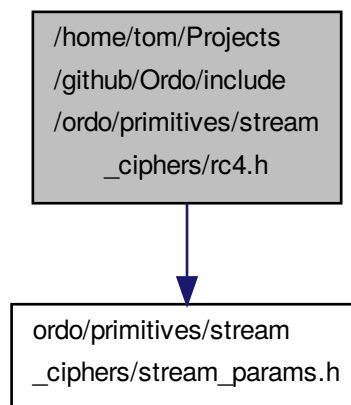 /home/tom/Projects
/github/Ordo/include
/ordo/primitives/stream
_ciphers/rc4.h
ordo/primitives/stream
_ciphers/stream_params.h